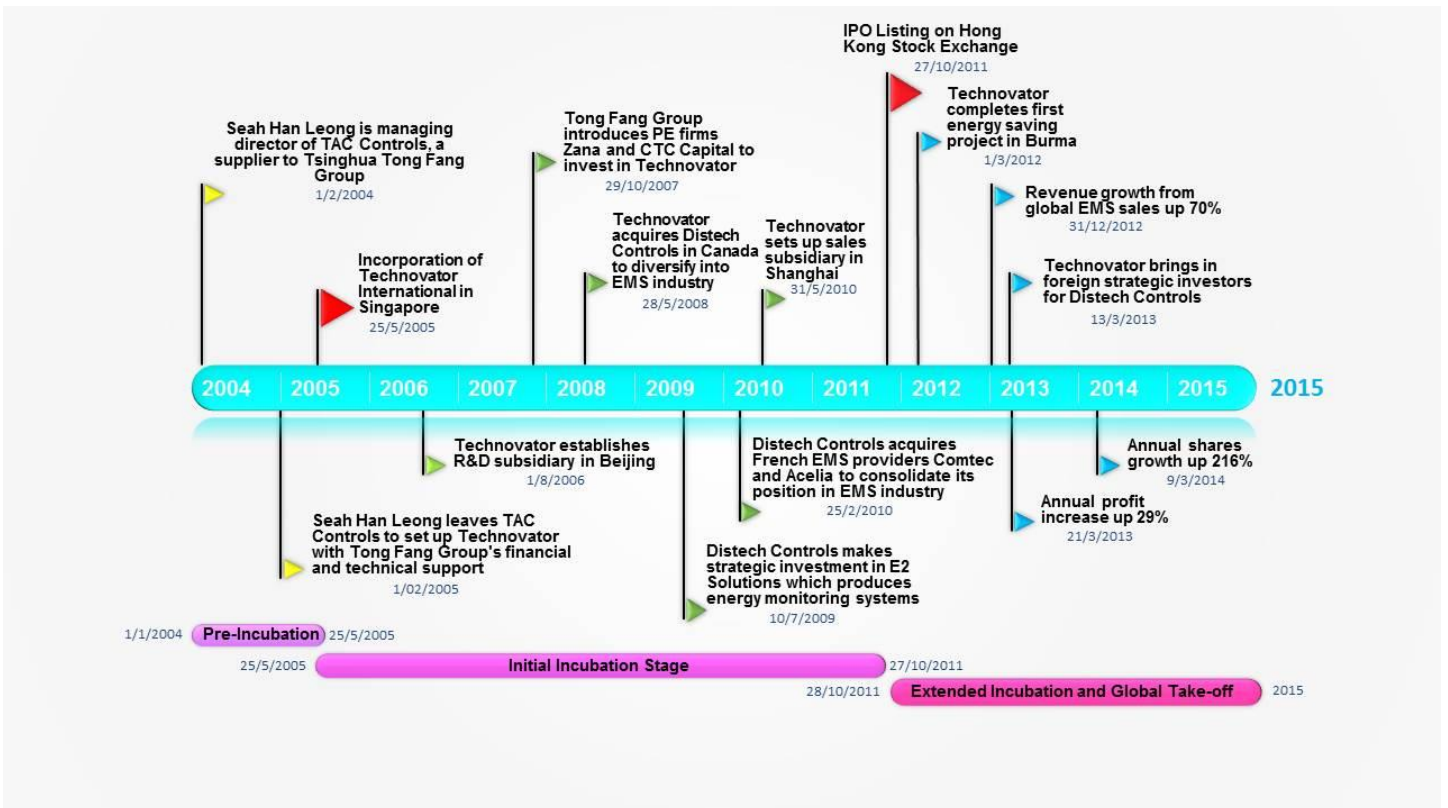 IPO Listing on Hong
Kong Stock Exchange
27/10/2011
Seah Han Leong is managing
director of TAC Controls, a
supplier to Tsinghua Tong Fang
Group
1/2/2004
Tong Fang Group
introduces PE firms
Zana and CTC Capital to
invest in Technovator
29/10/2007
Technovator
completes first
energy saving
project in Burma
1/3/2012
Incorporation of
Technovator
International in
Singapore
25/5/2005
Technovator
acquires Distech
Controls in Canada
to diversify into
EMS industry
28/5/2008
Technovator
sets up sales
subsidiary in
Shanghai
31/5/2010
Revenue growth from
global EMS sales up 70%
31/12/2012
Technovator brings in
foreign strategic investors
for Distech Controls
13/3/2013
2004 2005 2006 2007 2008 2009 2010 2011 2012 2013 2014 2015 2015
Technovator establishes
R&D subsidiary in Beijing
1/8/2006
Distech Controls acquires
French EMS providers Comtec
and Acelia to consolidate its
position in EMS industry
25/2/2010
Annual shares
growth up 216%
9/3/2014
Annual profit
increase up 29%
21/3/2013
Seah Han Leong leaves TAC
Controls to set up Technovator
with Tong Fang Group's financial
and technical support
1/02/2005
Distech Controls makes
strategic investment in E2
Solutions which produces
energy monitoring systems
10/7/2009
1/1/2004 Pre-Incubation 25/5/2005
25/5/2005 Initial Incubation Stage 27/10/2011
28/10/2011 Extended Incubation and Global Take-off 2015